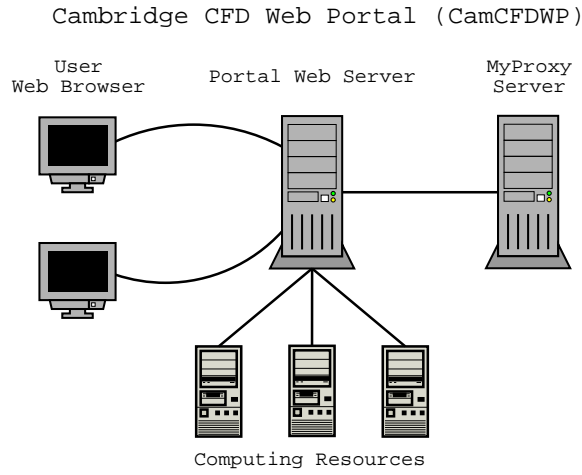 Cambridge CFD Web Portal (CamCFDWP)
User
Web Browser
Portal Web Server
MyProxy
Server
Computing Resources